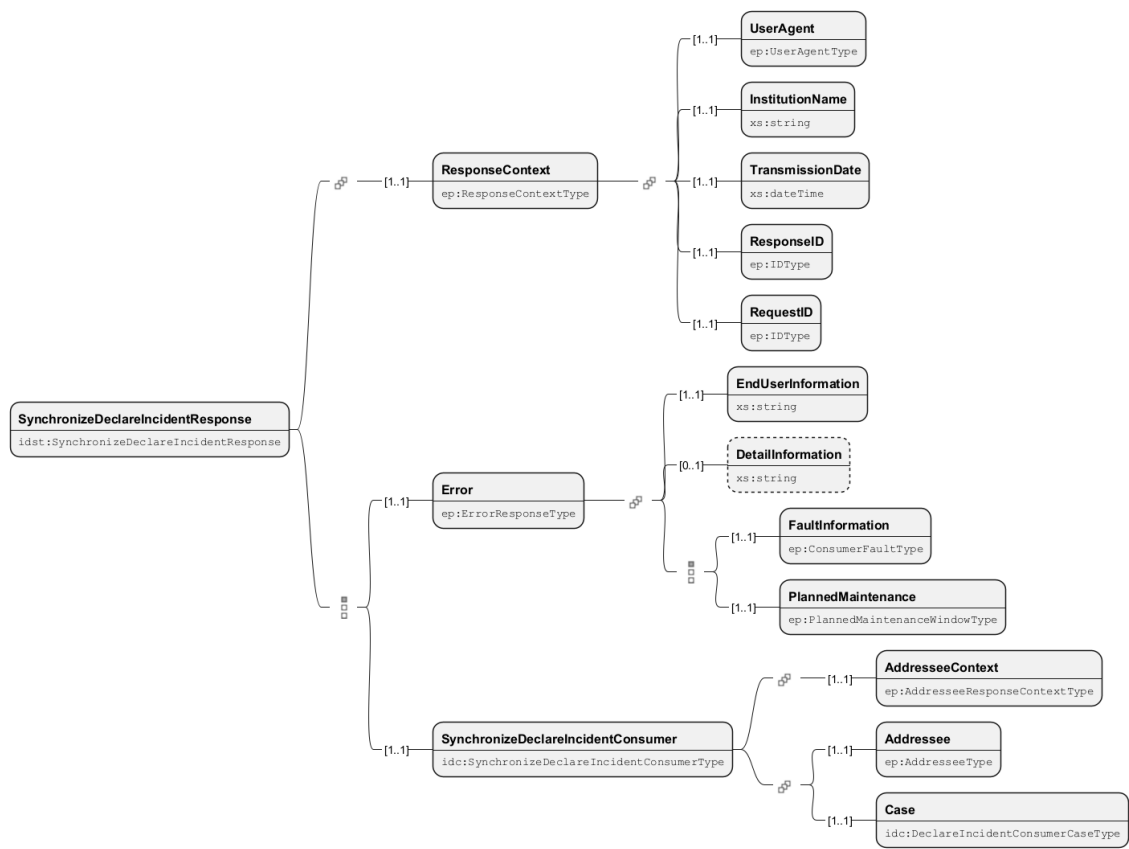 UserAgent
ep:UserAgentType
[1..1]
InstitutionName
xs:string
[1..1]
ResponseContext
ep:ResponseContextType
[1..1]
TransmissionDate
xs:dateTime
[1..1]
ResponseID
ep:IDType
[1..1]
RequestID
ep:IDType
[1..1]
EndUserInformation
xs:string
[1..1]
SynchronizeDeclareIncidentResponse
idst:SynchronizeDeclareIncidentResponse
DetailInformation
xs:string
[0..1]
Error
ep:ErrorResponseType
[1..1]
FaultInformation
ep:ConsumerFaultType
[1..1]
PlannedMaintenance
ep:PlannedMaintenanceWindowType
[1..1]
AddresseeContext
ep:AddresseeResponseContextType
[1..1]
SynchronizeDeclareIncidentConsumer
idc:SynchronizeDeclareIncidentConsumerType
[1..1]
Addressee
ep:AddresseeType
[1..1]
Case
idc:DeclareIncidentConsumerCaseType
[1..1]